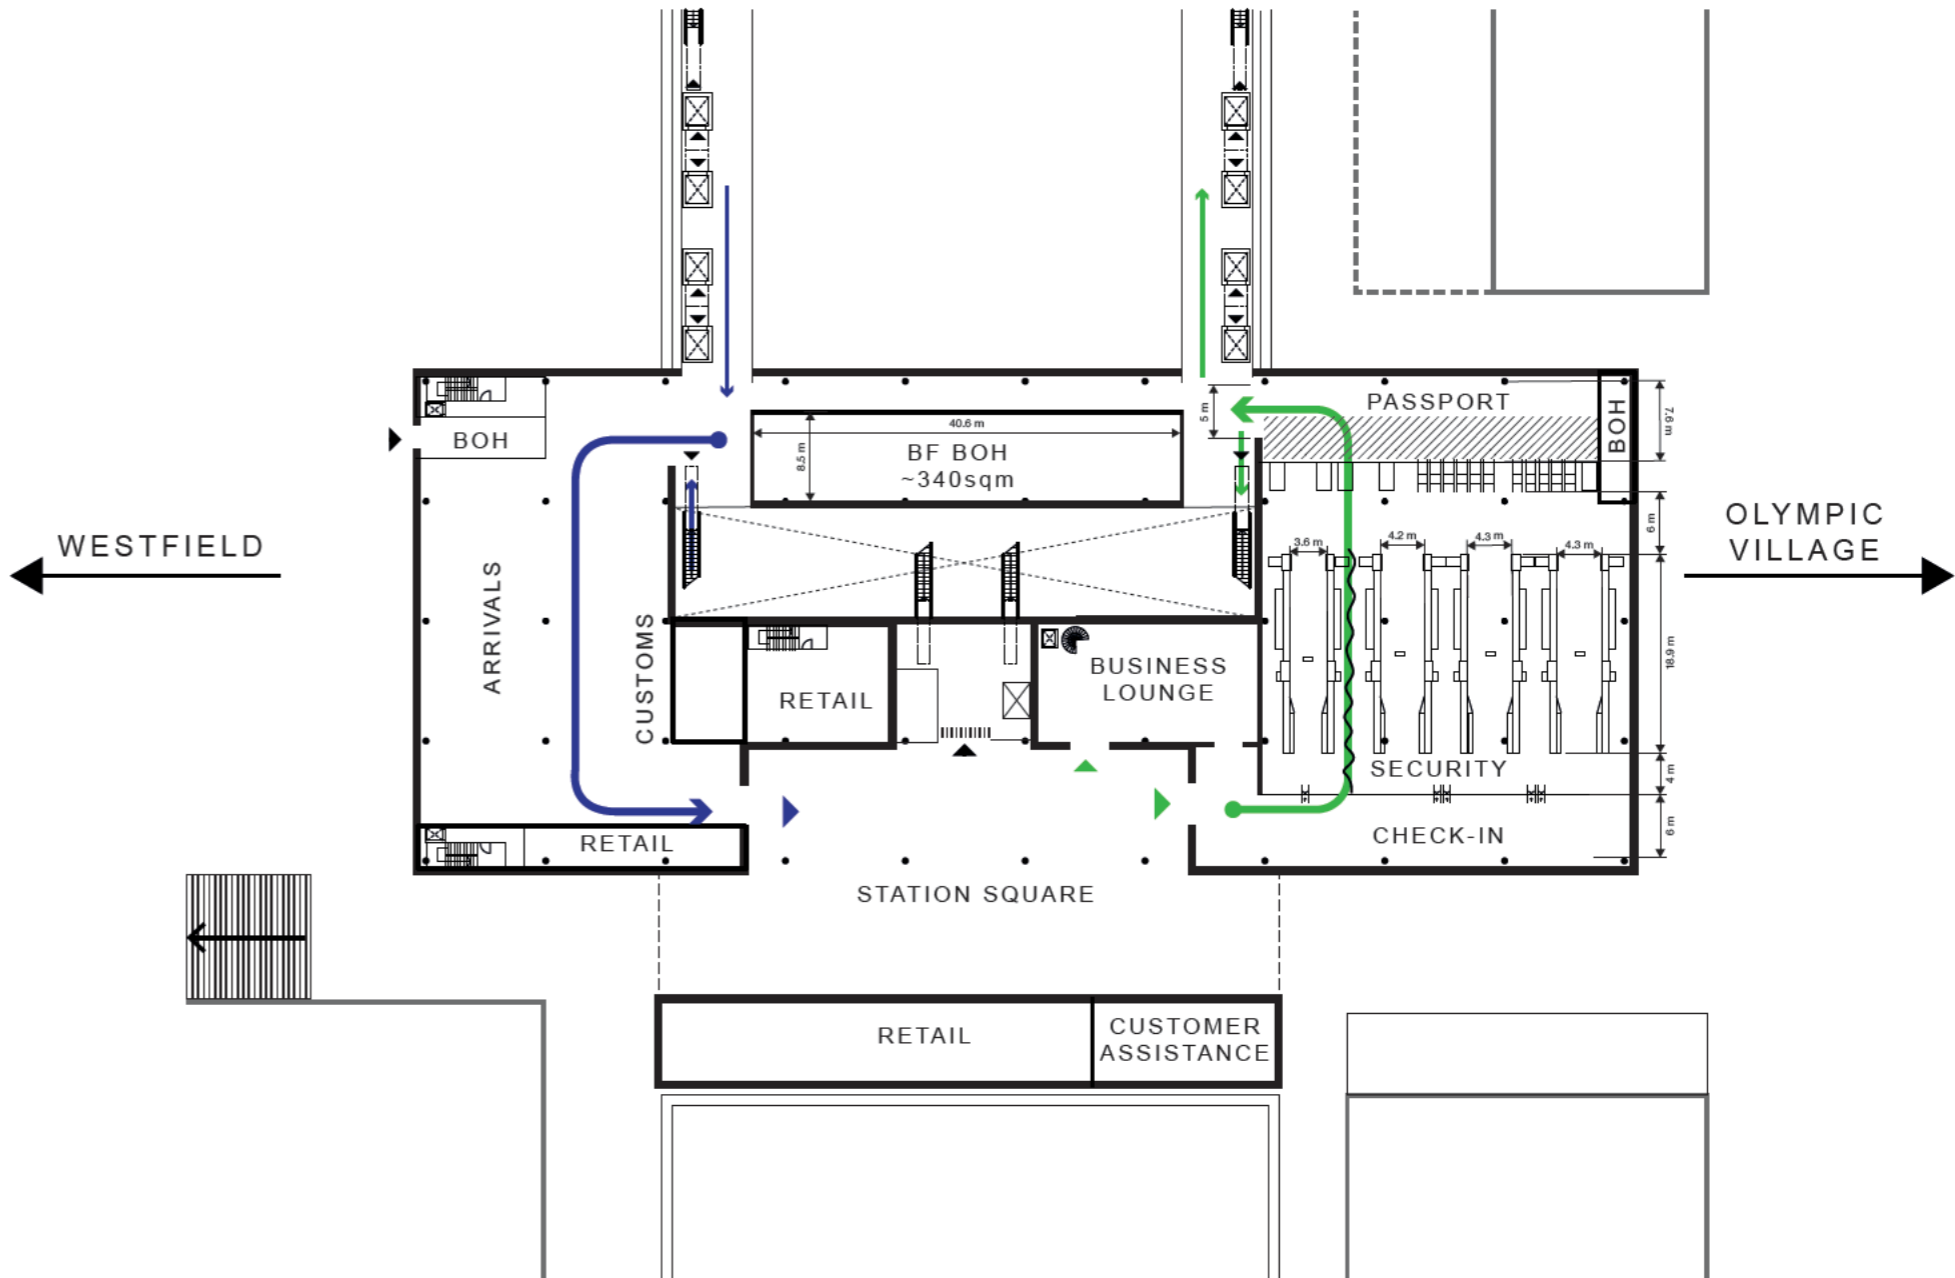 PASSPORT
BOH
7.6 m
5 m
40.6 m
8.5 m
BF BOH
~340sqm
BOH
WESTFIELD
OLYMPIC
VILLAGE
6 m
3.6 m
4.2 m
4.3 m
4.3 m
ARRIVALS
CUSTOMS
RETAIL
BUSINESS
LOUNGE
18.9 m
SECURITY
4 m
CHECK-IN
6 m
RETAIL
STATION SQUARE
RETAIL
CUSTOMER
ASSISTANCE